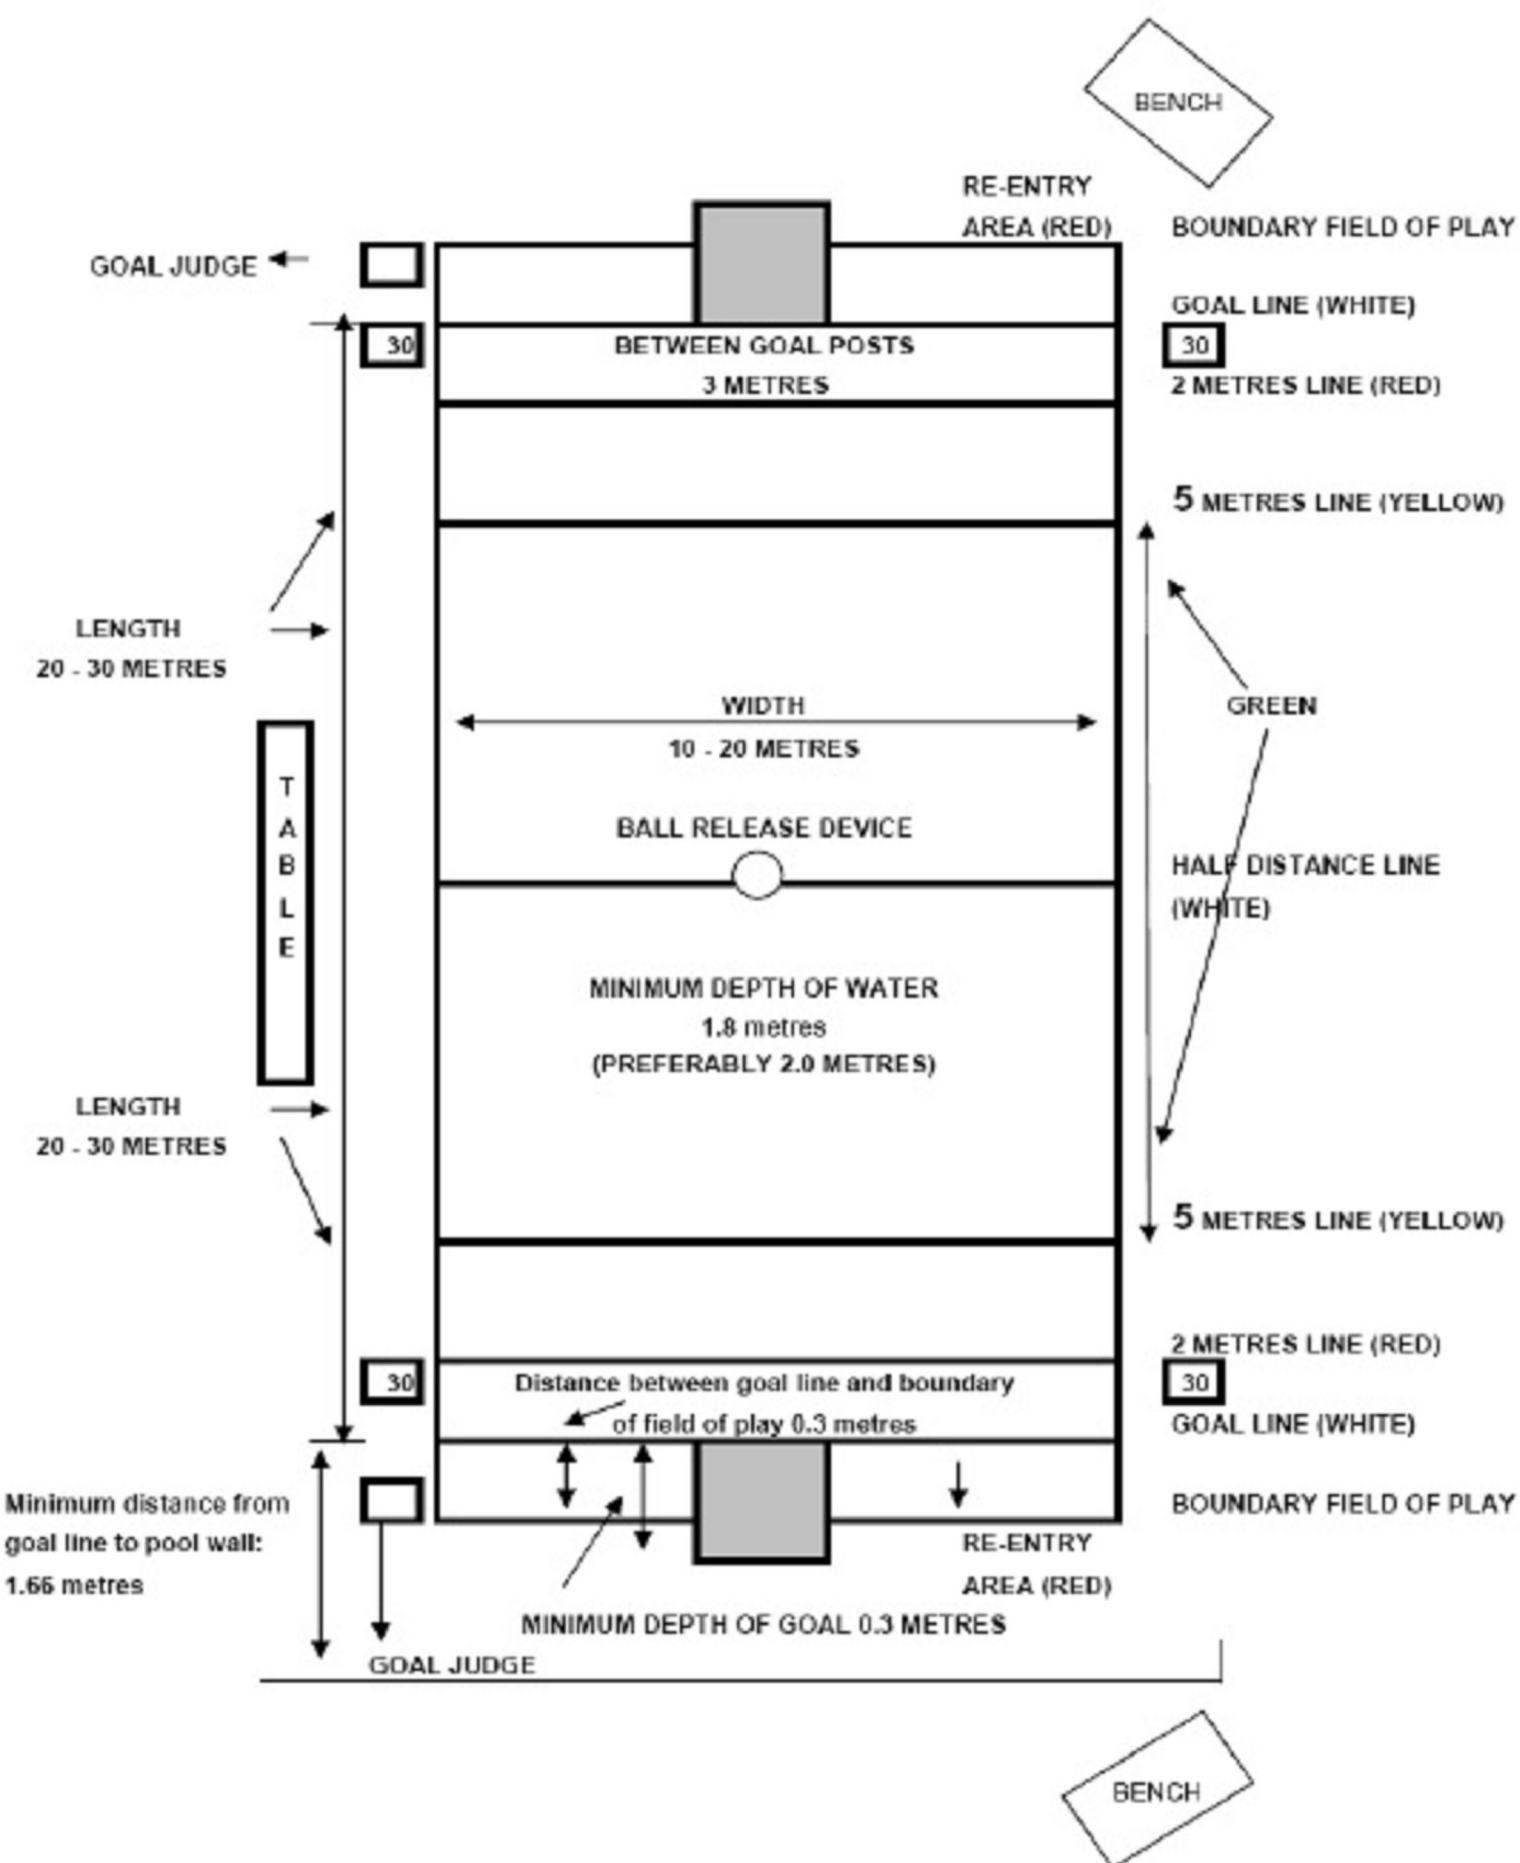 BENCH
RE-ENTRY
AREA (RED)
BOUNDARY FIELD OF PLAY
GOAL JUDGE
GOAL LINE (WHITE)
30
BETWEEN GOAL POSTS
30
3 METRES
2 METRES LINE (RED)
5 METRES LINE (YELLOW)
LENGTH
20 - 30 METRES
WIDTH
10 - 20 METRES
GREEN
TABLE
BALL RELEASE DEVICE
HALF DISTANCE LINE
(WHITE)
MINIMUM DEPTH OF WATER
1.8 metres
(PREFERABLY 2.0 METRES)
LENGTH
20 - 30 METRES
5 METRES LINE (YELLOW)
2 METRES LINE (RED)
30
Distance between goal line and boundary
30
of field of play 0.3 metres
GOAL LINE (WHITE)
Minimum distance from
goal line to pool wall:
1.66 metres
BOUNDARY FIELD OF PLAY
RE-ENTRY
AREA (RED)
MINIMUM DEPTH OF GOAL 0.3 METRES
GOAL JUDGE
BENCH